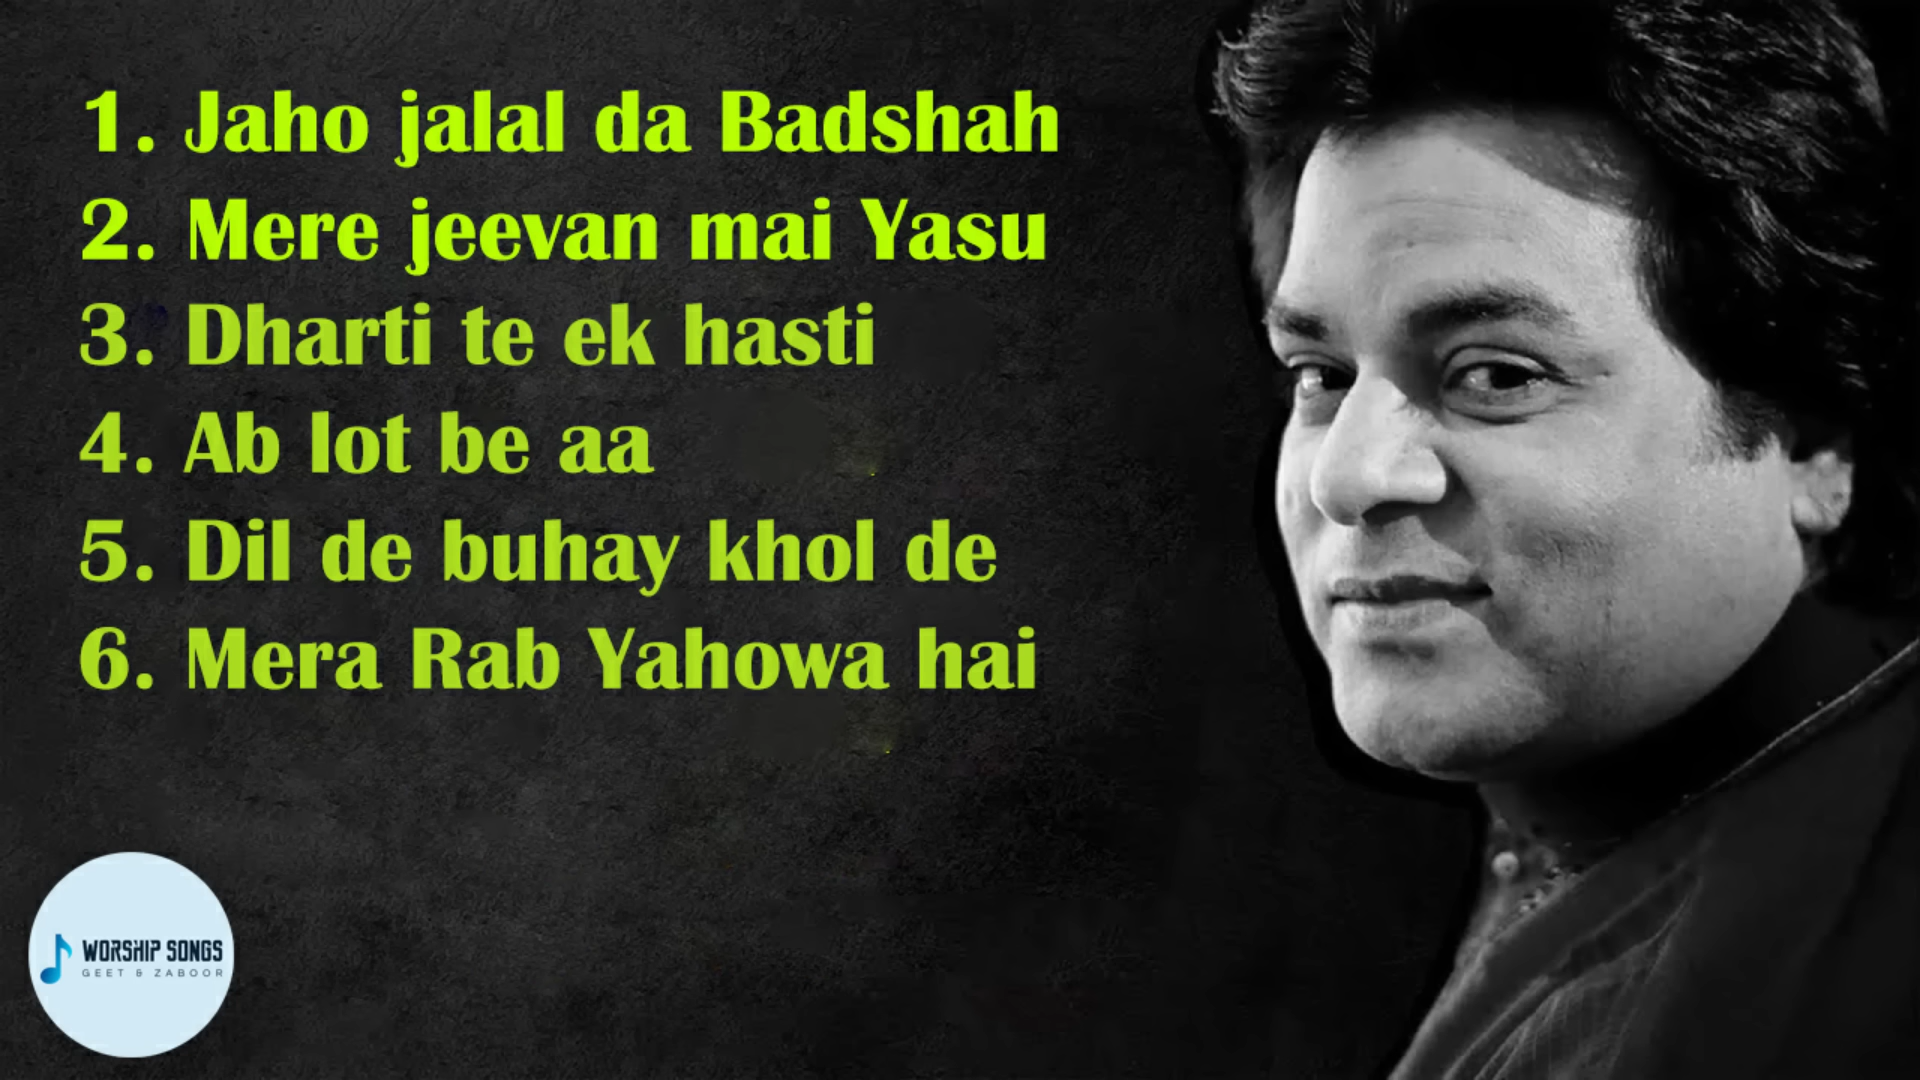 1. Jaho jalal da Badshah
2. Mere jeevan mai Yasu
3. Dharti te ek hasti
4. Ab lot be aa
5. Dil de buhay khol de
6. Mera Rab Yahowa hai
WORSHIP SONGS
GEET & ZABOOR